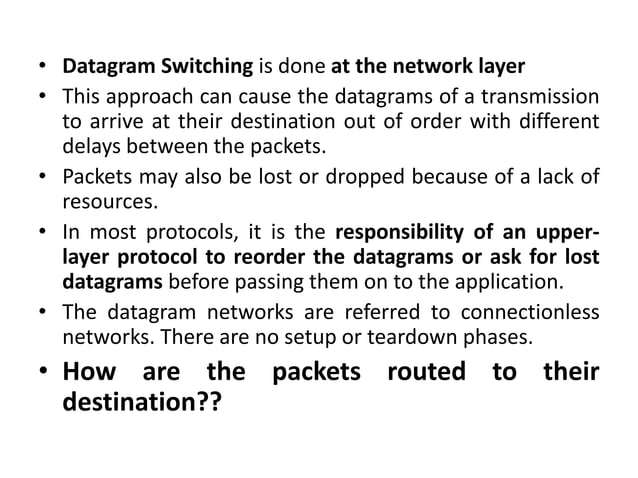 • Datagram Switching is done at the network layer
• This approach can cause the datagrams of a transmission
to arrive at their destination out of order with different
delays between the packets.
• Packets may also be lost or dropped because of a lack of
resources.
• In most protocols, it is the responsibility of an upper-
layer protocol to reorder the datagrams or ask for lost
datagrams before passing them on to the application.
• The datagram networks are referred to connectionless
networks. There are no setup or teardown phases.
• How are the packets routed to their
destination??